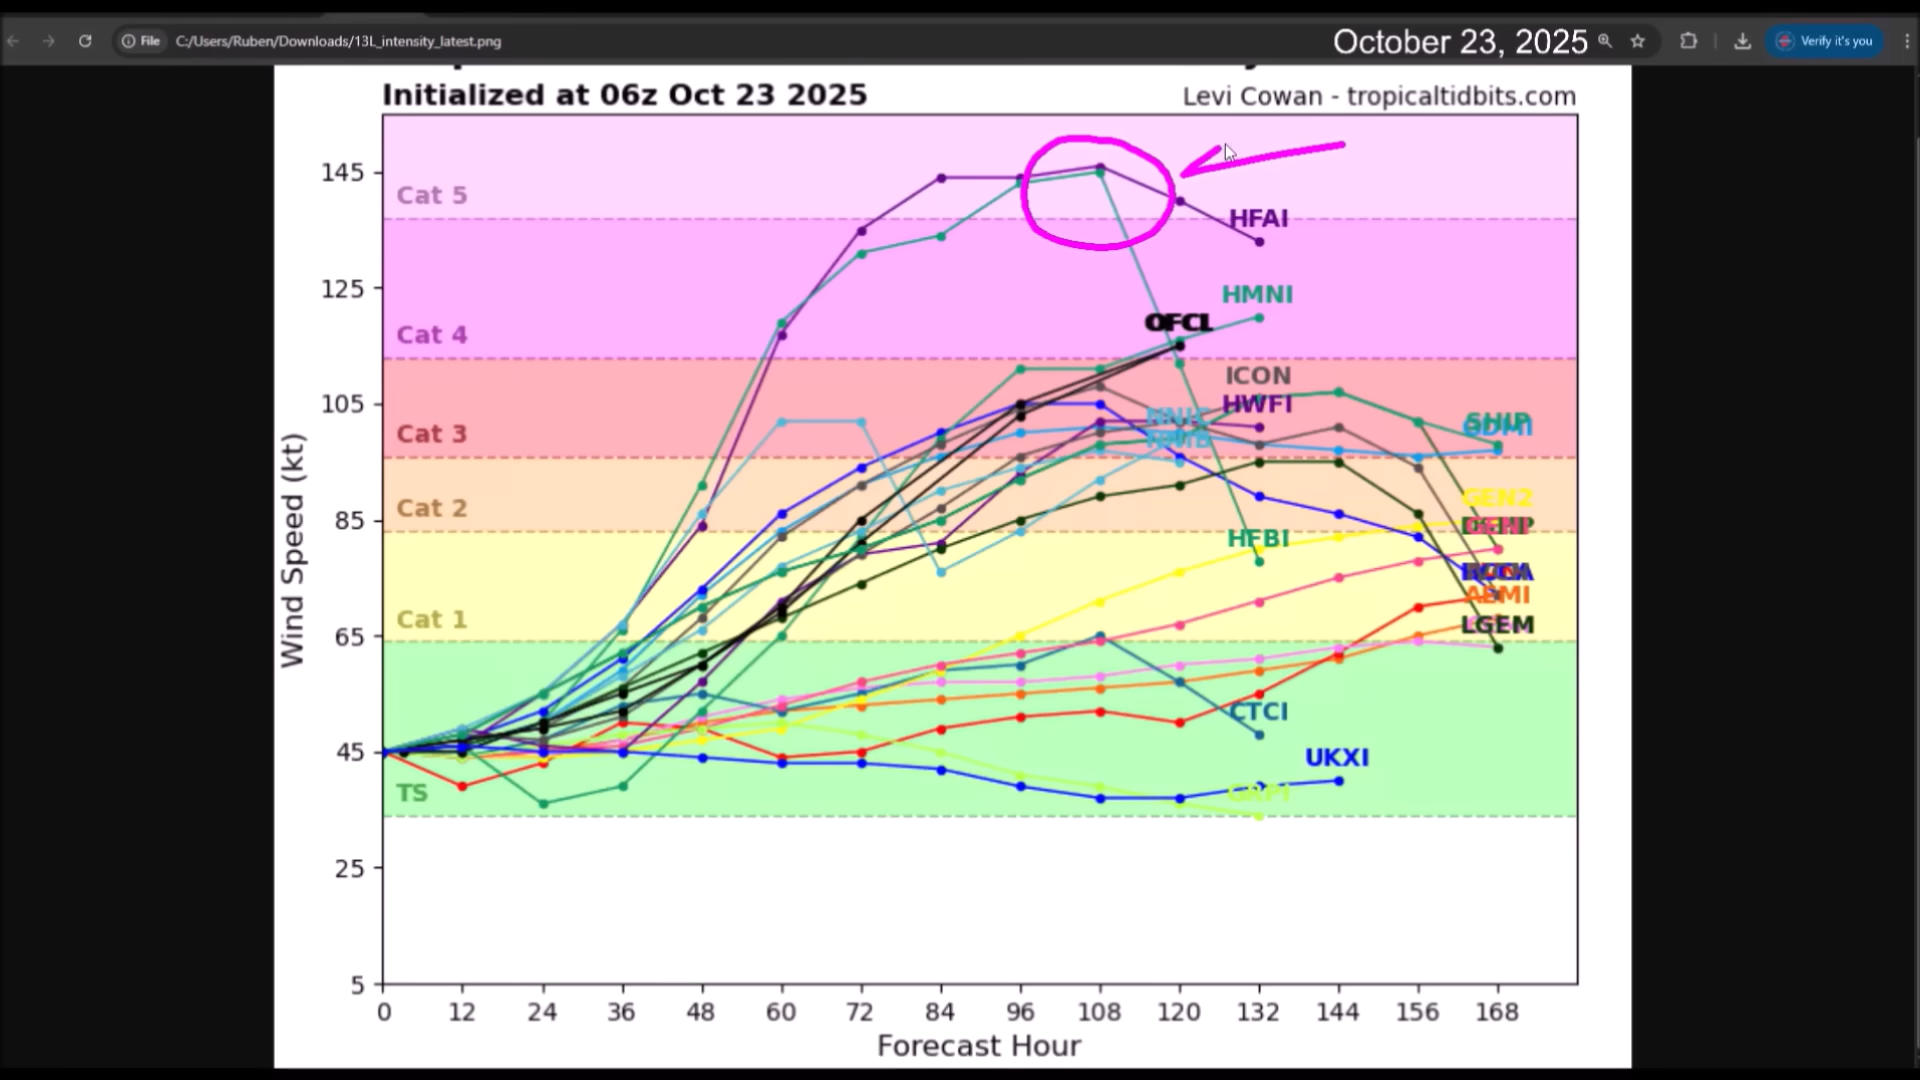 File C:/Users/Ruben/Downloads/13L_intensity_latest.png October 23, 2025 Verify it's you
Initialized at 06z Oct 23 2025 Levi Cowan - tropicaltidbits.com
145
Cat 5
HFAI
125
HMNI
OFCL
Cat 4
ICON
105
HWFI
SHIP
Cat 3
Cat 2
GEN2
85
HFBI
Cat 1
AEMI
65
LGEM
CTCI
45
UKXI
TS
25
5
0 12 24 36 48 60 72 84 96 108 120 132 144 156 168
Wind Speed (kt)
Forecast Hour